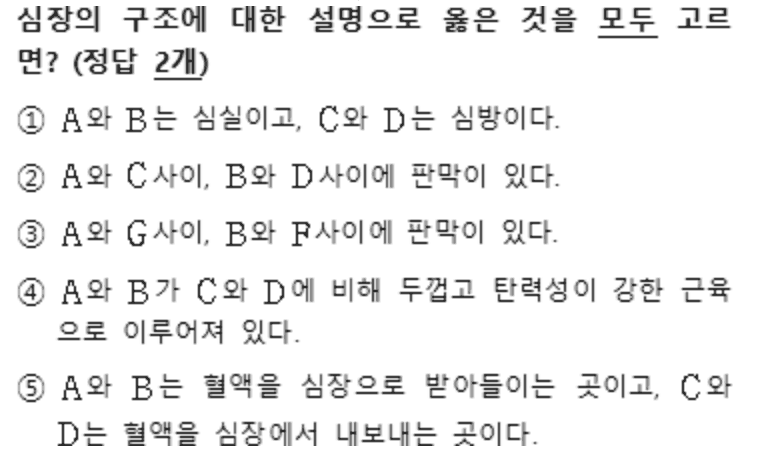 심장의 구조에 대한 설명으로 옳은 것을 모두 고르
면? (정답 2개)
① A와 B는 심실이고, C와 D는 심방이다.
② A와 C사이, B와 D사이에 판막이 있다.
③ A와 G사이, B와 F사이에 판막이 있다.
④ A와 B가 C와 D에 비해 두껍고 탄력성이 강한 근육
으로 이루어져 있다.
⑤ A와 B는 혈액을 심장으로 받아들이는 곳이고, C와
D는 혈액을 심장에서 내보내는 곳이다.